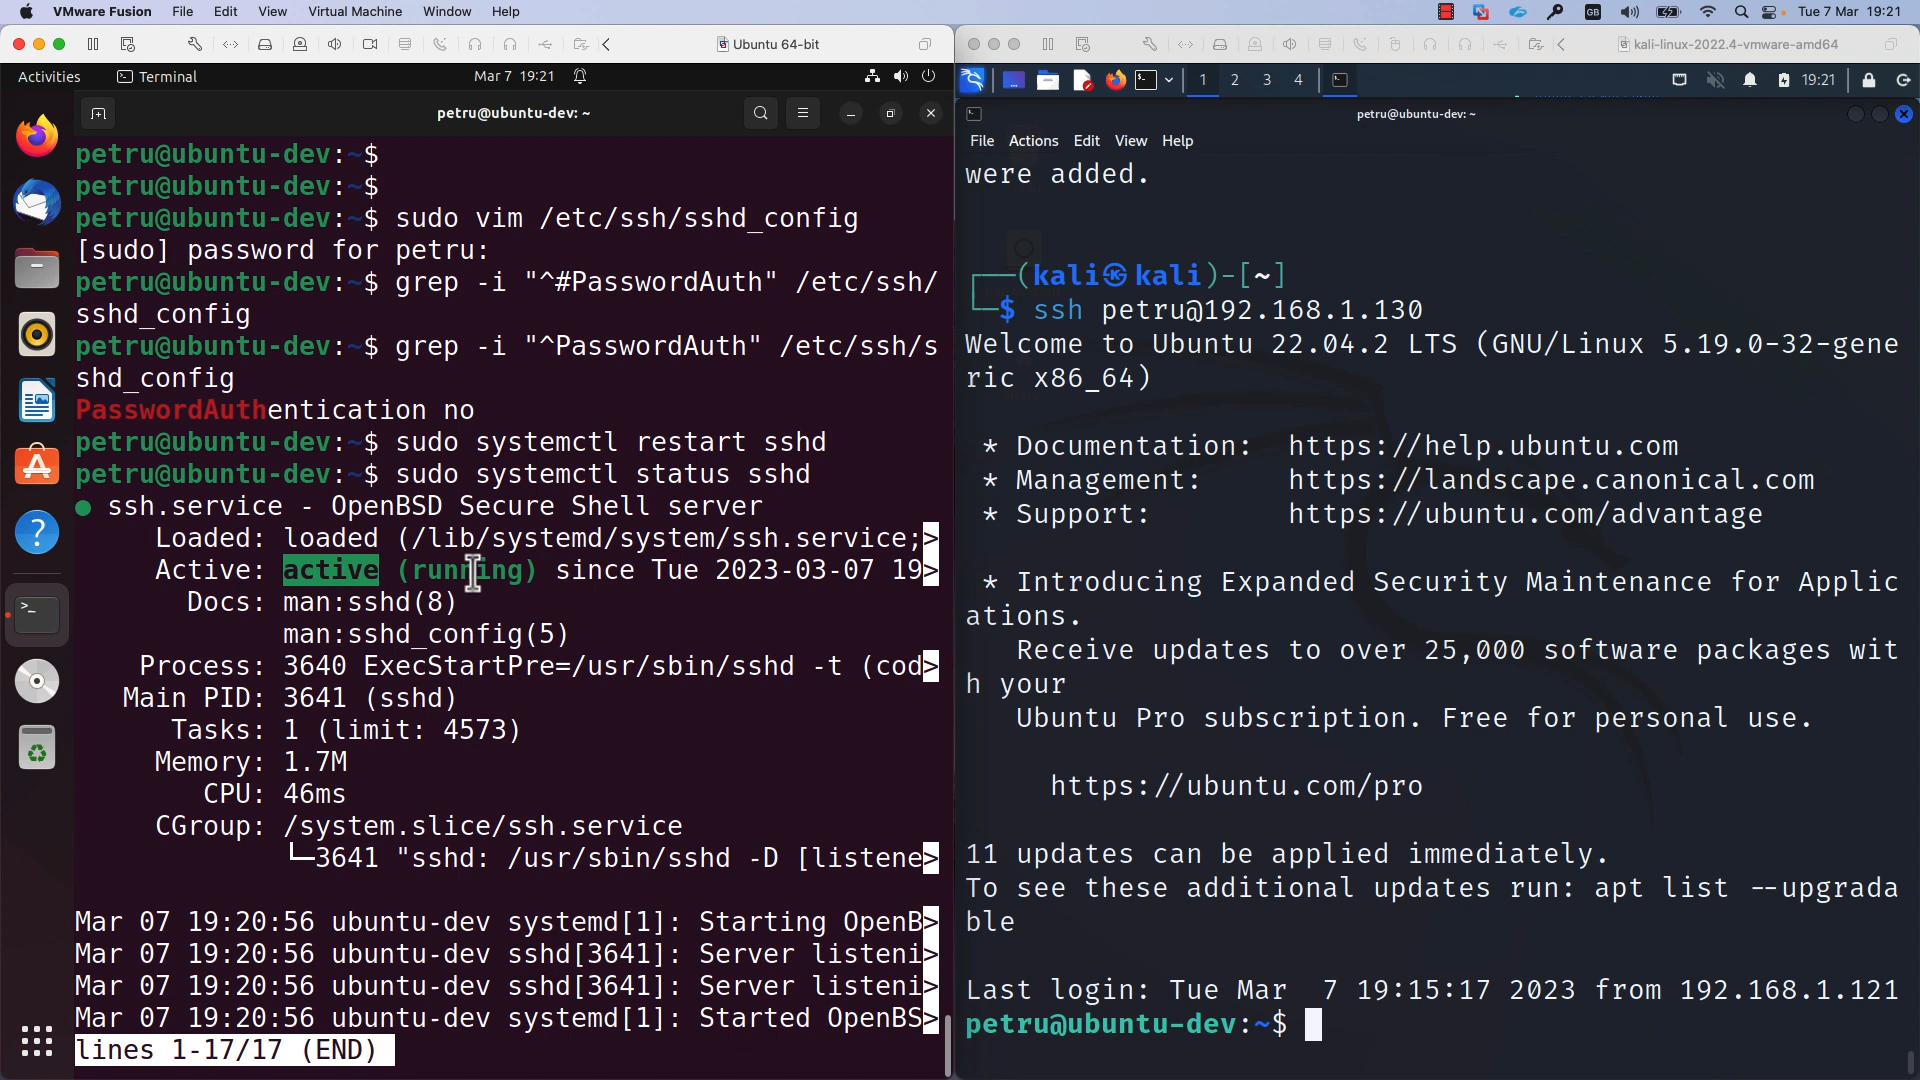 VMware Fusion File Edit View Virtual Machine Window Help
GB Tue 7 Mar 19:21
Ubuntu 64-bit
Activities Terminal Mar 7 19:21
petru@ubuntu-dev: ~
petru@ubuntu-dev:~$
petru@ubuntu-dev:~$
petru@ubuntu-dev:~$ sudo vim /etc/ssh/sshd_config
[sudo] password for petru:
petru@ubuntu-dev:~$ grep -i "^#PasswordAuth" /etc/ssh/
sshd_config
petru@ubuntu-dev:~$ grep -i "^PasswordAuth" /etc/ssh/s
shd_config
PasswordAuthentication no
petru@ubuntu-dev:~$ sudo systemctl restart sshd
petru@ubuntu-dev:~$ sudo systemctl status sshd
● ssh.service - OpenBSD Secure Shell server
Loaded: loaded (/lib/systemd/system/ssh.service;>
Active: active (running) since Tue 2023-03-07 19>
Docs: man:sshd(8)
man:sshd_config(5)
Process: 3640 ExecStartPre=/usr/sbin/sshd -t (cod>
Main PID: 3641 (sshd)
Tasks: 1 (limit: 4573)
Memory: 1.7M
CPU: 46ms
CGroup: /system.slice/ssh.service
└─3641 "sshd: /usr/sbin/sshd -D [listene>
Mar 07 19:20:56 ubuntu-dev systemd[1]: Starting OpenB>
Mar 07 19:20:56 ubuntu-dev sshd[3641]: Server listeni>
Mar 07 19:20:56 ubuntu-dev sshd[3641]: Server listeni>
Mar 07 19:20:56 ubuntu-dev systemd[1]: Started OpenBS>
lines 1-17/17 (END)
kali-linux-2022.4-vmware-amd64
1 2 3 4 19:21
petru@ubuntu-dev: ~
File Actions Edit View Help
were added.
┌──(kali㉿kali)-[~]
└─$ ssh petru@192.168.1.130
Welcome to Ubuntu 22.04.2 LTS (GNU/Linux 5.19.0-32-gene
ric x86_64)
* Documentation: https://help.ubuntu.com
* Management: https://landscape.canonical.com
* Support: https://ubuntu.com/advantage
* Introducing Expanded Security Maintenance for Applic
ations.
Receive updates to over 25,000 software packages wit
h your
Ubuntu Pro subscription. Free for personal use.
https://ubuntu.com/pro
11 updates can be applied immediately.
To see these additional updates run: apt list --upgrada
ble
Last login: Tue Mar 7 19:15:17 2023 from 192.168.1.121
petru@ubuntu-dev:~$